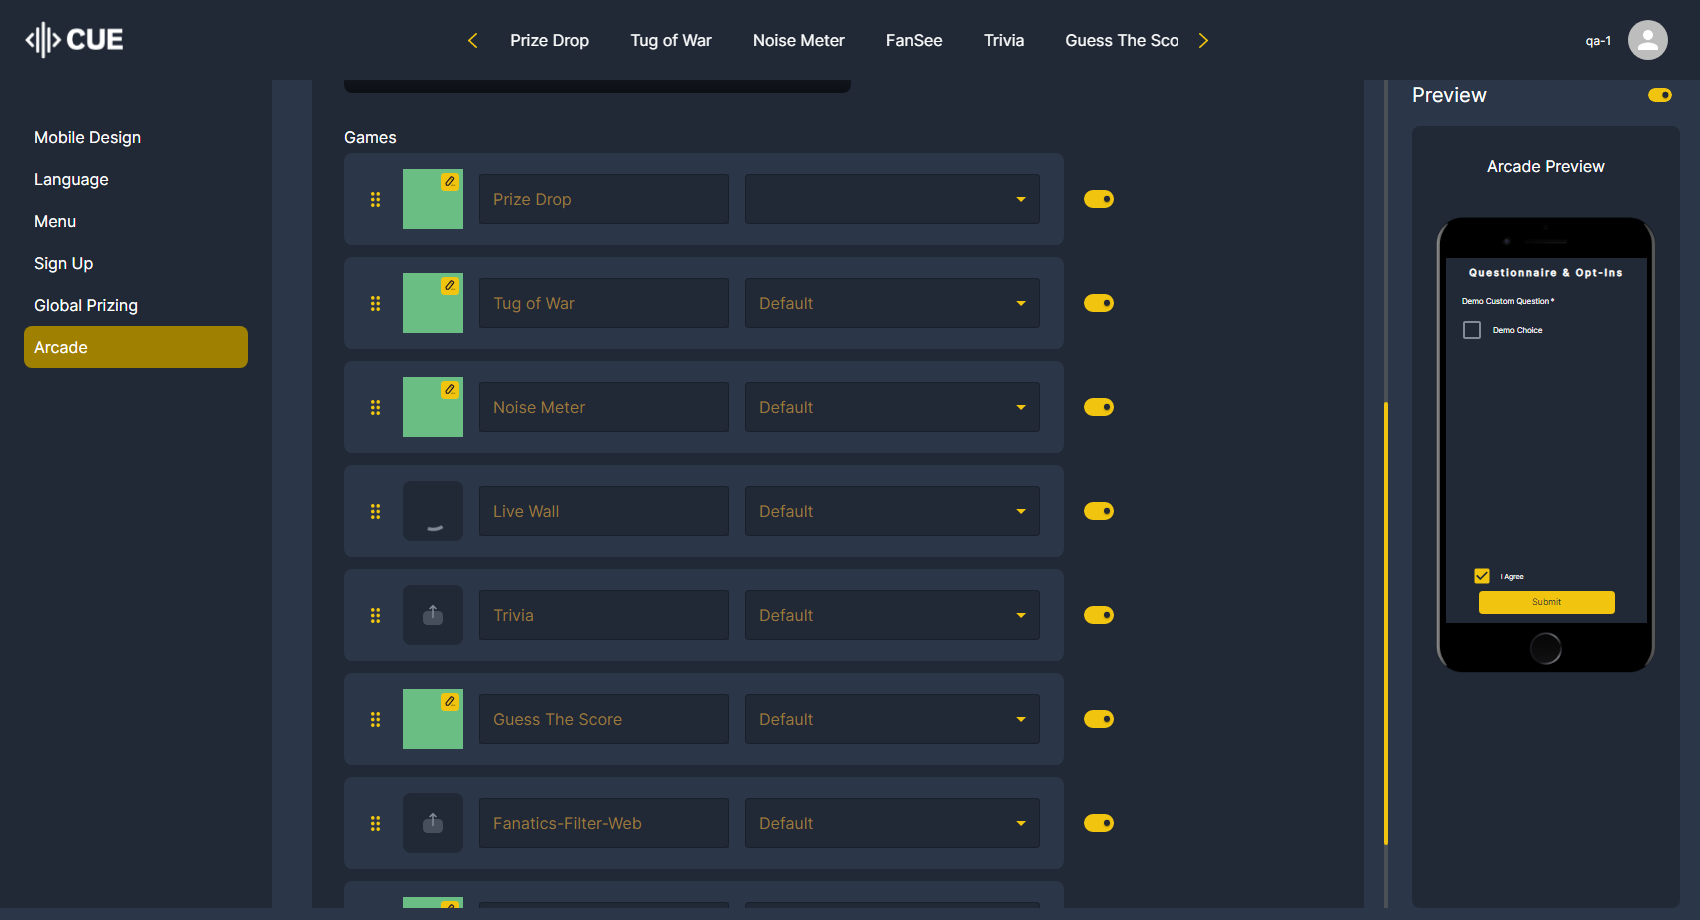 CUE
Prize Drop
Tug of War
Noise Meter
FanSee
Trivia
Guess The Sco
qa-1
Mobile Design
Language
Menu
Sign Up
Global Prizing
Arcade
Games
Prize Drop
Tug of War
Default
Noise Meter
Default
Live Wall
Default
Trivia
Default
Guess The Score
Default
Fanatics-Filter-Web
Default
Preview
Arcade Preview
Questionnaire & Opt-Ins
Demo Custom Question *
Demo Choice
I Agree
Submit